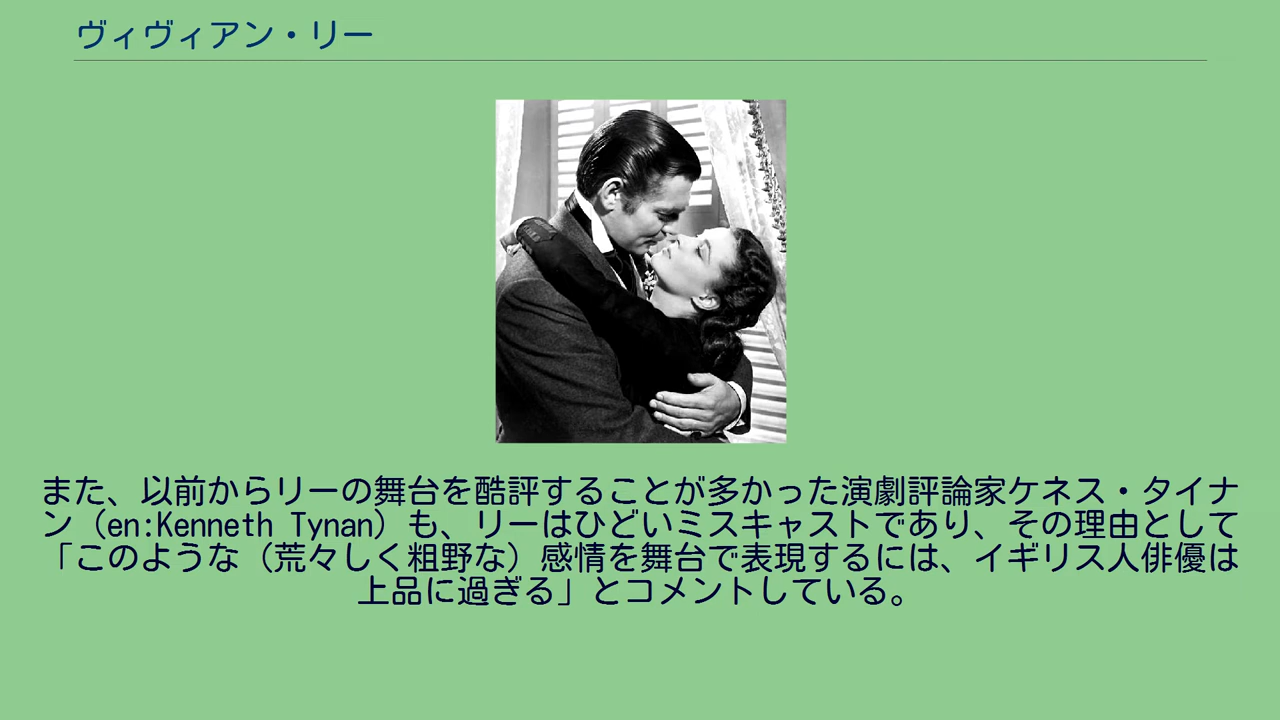 ヴィヴィアン・リー
また、以前からリーの舞台を酷評することが多かった演劇評論家ケネス・タイナ
ン（en:Kenneth Tynan）も、リーはひどいミスキャストであり、その理由として
「このような（荒々しく粗野な）感情を舞台で表現するには、イギリス人俳優は
上品に過ぎる」とコメントしている。